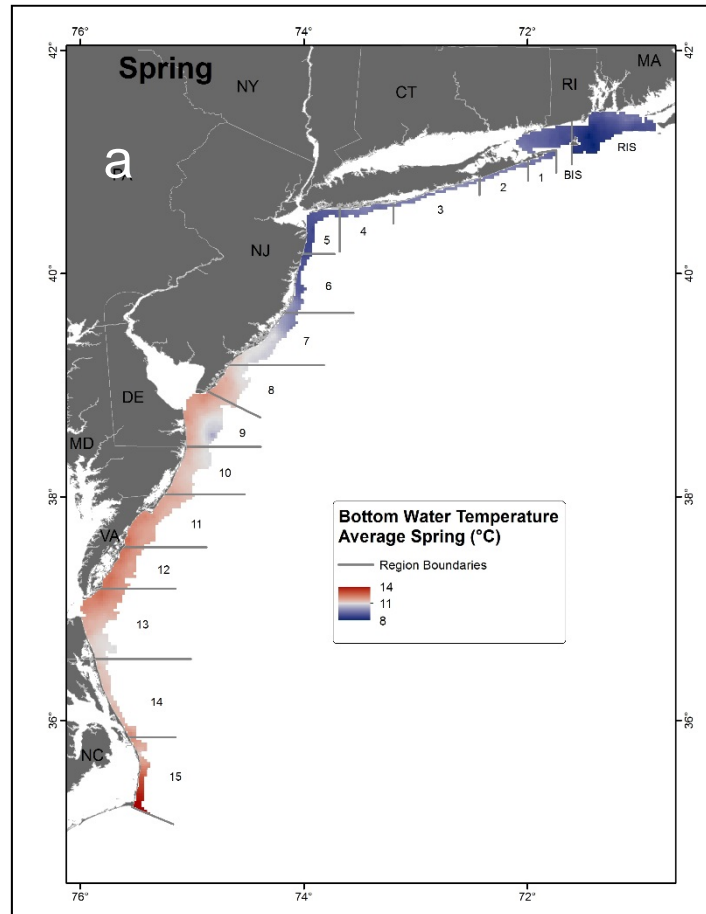 76°
74°
72°
42°
42°
Spring
NY
CT
RI
MA
a
PA
RIS
BIS
1
2
3
4
5
NJ
40°
40°
6
7
8
DE
9
MD
10
38°
38°
11
VA
12
13
Bottom Water Temperature
Average Spring (°C)
Region Boundaries
14
11
8
14
36°
36°
NC
15
76°
74°
72°